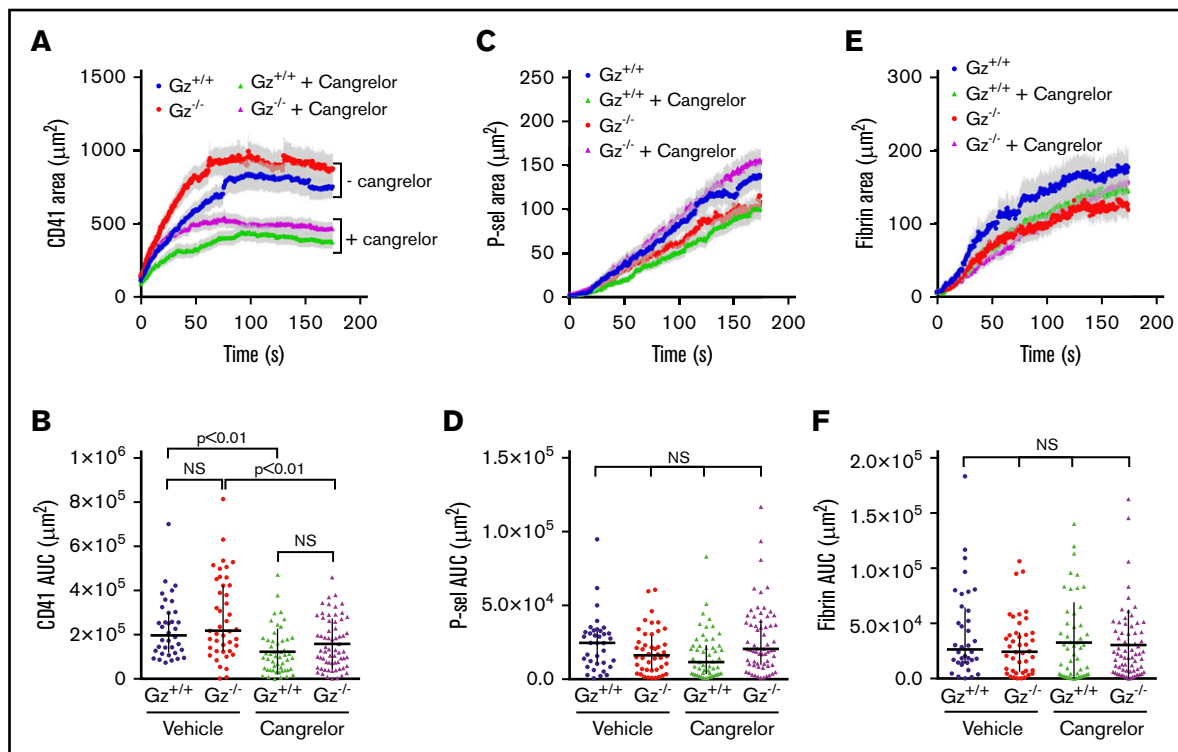 A
CD41 area (μm²)
1500
1000
500
0
Gz+/+ Gz+/+ + Cangrelor
Gz-/- Gz-/- + Cangrelor
- cangrelor
+ cangrelor
0 50 100 150 200
Time (s)
C
P-sel area (μm²)
250
200
150
100
50
0
Gz+/+
Gz+/+ + Cangrelor
Gz-/-
Gz-/- + Cangrelor
0 50 100 150 200
Time (s)
E
Fibrin area (μm²)
300
200
100
0
Gz+/+
Gz+/+ + Cangrelor
Gz-/-
Gz-/- + Cangrelor
0 50 100 150 200
Time (s)
B
CD41 AUC (μm²)
1×10⁶
8×10⁵
6×10⁵
4×10⁵
2×10⁵
0
p<0.01
NS p<0.01
NS
Gz+/+ Gz-/- Gz+/+ Gz-/-
Vehicle Cangrelor
D
P-sel AUC (μm²)
1.5×10⁵
1.0×10⁵
5.0×10⁴
0.0
NS
Gz+/+ Gz-/- Gz+/+ Gz-/-
Vehicle Cangrelor
F
Fibrin AUC (μm²)
2.0×10⁵
1.5×10⁵
1.0×10⁵
5.0×10⁴
0.0
NS
Gz+/+ Gz-/- Gz+/+ Gz-/-
Vehicle Cangrelor